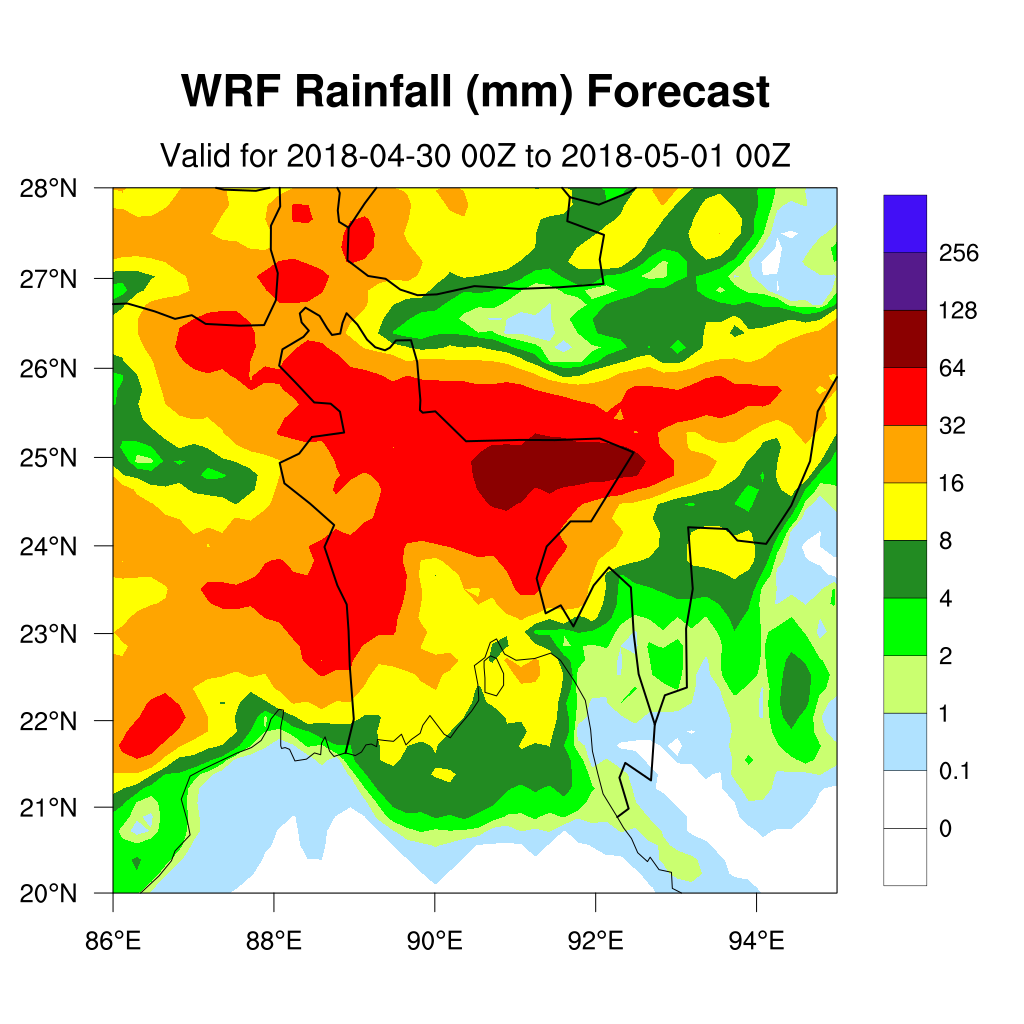 WRF Rainfall (mm) Forecast
Valid for 2018-04-30 00Z to 2018-05-01 00Z
28°N
27°N
26°N
25°N
24°N
23°N
22°N
21°N
20°N
86°E
88°E
90°E
92°E
94°E
256
128
64
32
16
8
4
2
1
0.1
0